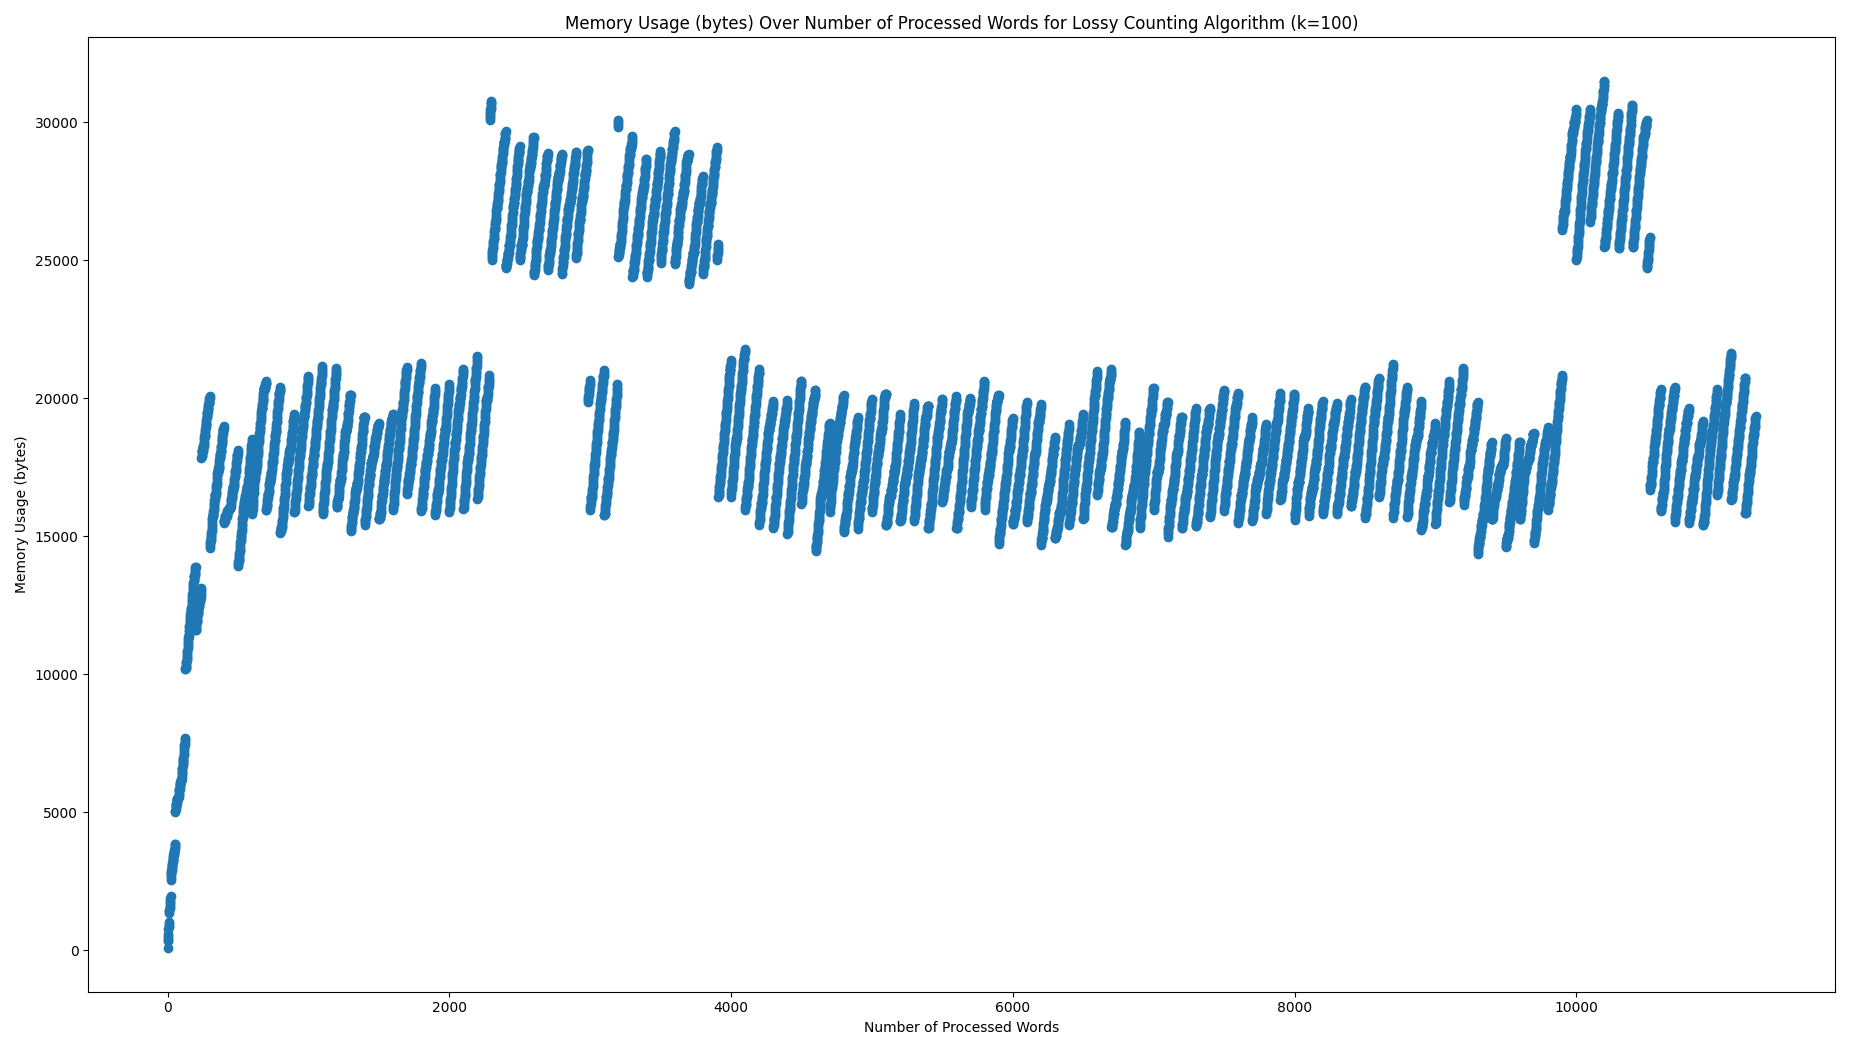 Memory Usage (bytes) Over Number of Processed Words for Lossy Counting Algorithm (k=100)
30000
25000
20000
15000
10000
5000
0
Memory Usage (bytes)
0 2000 4000 6000 8000 10000
Number of Processed Words